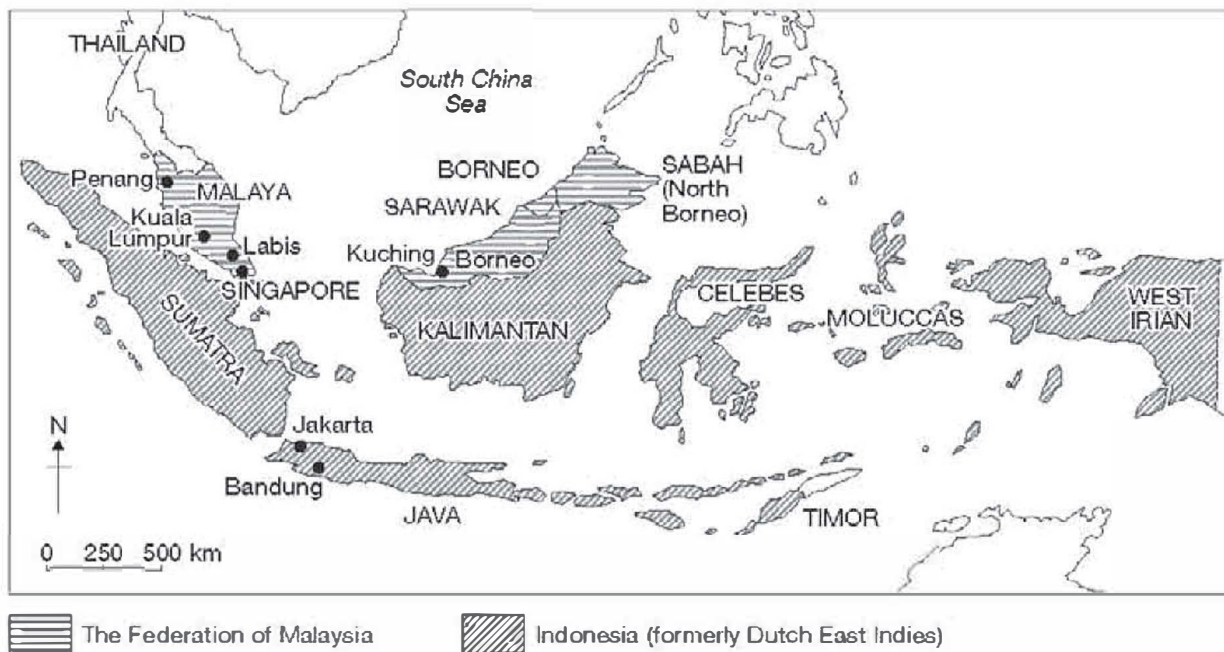 THAILAND
South China
Sea
BORNEO
SABAH
(North
Borneo)
Penang
MALAYA
SARAWAK
Kuala
Lumpur
Labis
Kuching
Borneo
SINGAPORE
CELEBES
WEST
IRIAN
SUMATRA
KALIMANTAN
MOLUCCAS
N
Jakarta
Bandung
JAVA
TIMOR
0 250 500 km
The Federation of Malaysia
Indonesia (formerly Dutch East Indies)